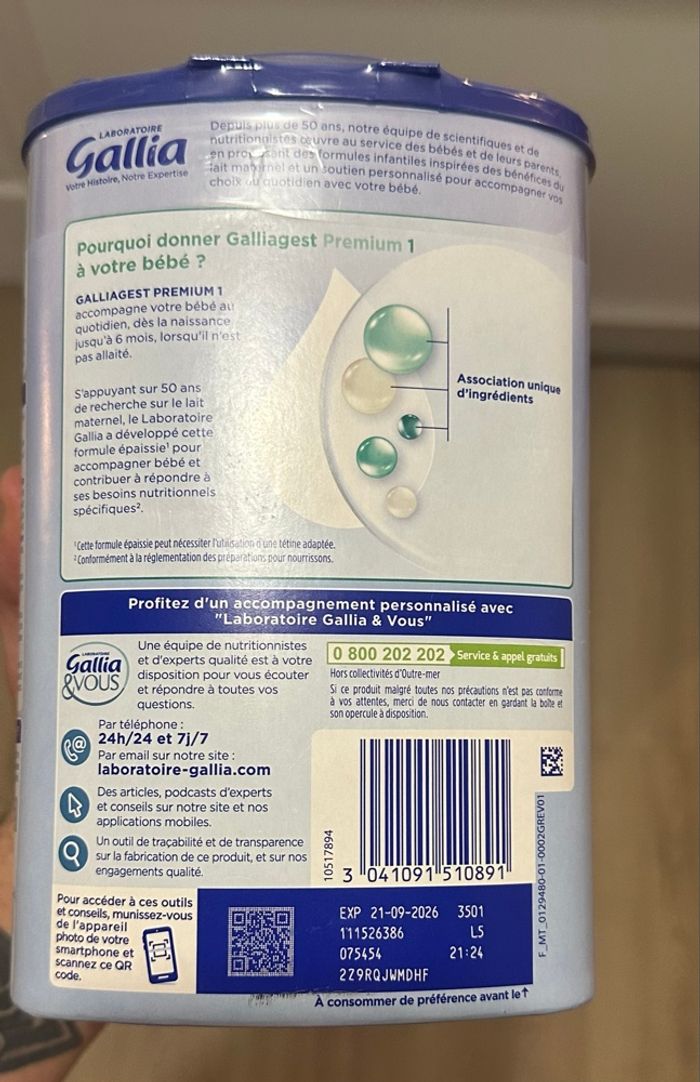 LABORATOIRE
Gallia
Votre Histoire, Notre Expertise
Depuis plus de 50 ans, notre équipe de scientifiques et de
nutritionnistes œuvre au service des bébés et de leurs parents,
en proposant des formules infantiles inspirées des bénéfices du
lait maternel et un soutien personnalisé pour accompagner vos
choix du quotidien avec votre bébé.
Pourquoi donner Galliagest Premium 1
à votre bébé ?
GALLIAGEST PREMIUM 1
accompagne votre bébé au
quotidien, dès la naissance
jusqu'à 6 mois, lorsqu'il n'est
pas allaité.
S'appuyant sur 50 ans
de recherche sur le lait
maternel, le Laboratoire
Gallia a développé cette
formule épaissie¹ pour
accompagner bébé et
contribuer à répondre à
ses besoins nutritionnels
spécifiques².
Association unique
d'ingrédients
¹Cette formule épaissie peut nécessiter l'utilisation d'une tétine adaptée.
²Conformément à la réglementation des préparations pour nourrissons.
Profitez d'un accompagnement personnalisé avec
"Laboratoire Gallia & Vous"
LABORATOIRE
Gallia
&VOUS
Une équipe de nutritionnistes
et d'experts qualité est à votre
disposition pour vous écouter
et répondre à toutes vos
questions.
Par téléphone :
24h/24 et 7j/7
Par email sur notre site :
laboratoire-gallia.com
Des articles, podcasts d'experts
et conseils sur notre site et nos
applications mobiles.
Un outil de traçabilité et de transparence
sur la fabrication de ce produit, et sur nos
engagements qualité.
0 800 202 202 Service & appel gratuits
Hors collectivités d'Outre-mer
Si ce produit malgré toutes nos précautions n'est pas conforme
à vos attentes, merci de nous contacter en gardant la boîte et
son opercule à disposition.
10517894
3 041091 510891
F_MT_0129480-01-0002GREV01
Pour accéder à ces outils
et conseils, munissez-vous
de l'appareil
photo de votre
smartphone et
scannez ce QR
code.
EXP 21-09-2026 3501
111526386 L5
075454 21:24
2Z9RQJWMDHF
À consommer de préférence avant le↑